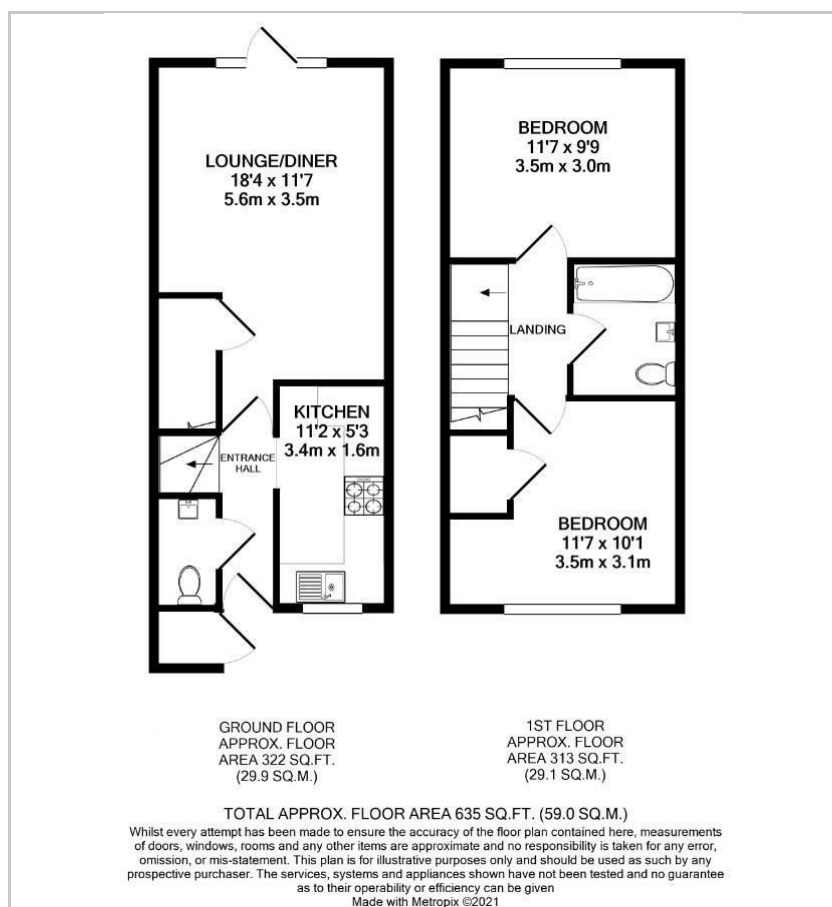 LOUNGE/DINER
18'4 x 11'7
5.6m x 3.5m
KITCHEN
11'2 x 5'3
3.4m x 1.6m
ENTRANCE
HALL
BEDROOM
11'7 x 9'9
3.5m x 3.0m
LANDING
BEDROOM
11'7 x 10'1
3.5m x 3.1m
GROUND FLOOR
APPROX. FLOOR
AREA 322 SQ.FT.
(29.9 SQ.M.)
1ST FLOOR
APPROX. FLOOR
AREA 313 SQ.FT.
(29.1 SQ.M.)
TOTAL APPROX. FLOOR AREA 635 SQ.FT. (59.0 SQ.M.)
Whilst every attempt has been made to ensure the accuracy of the floor plan contained here, measurements
of doors, windows, rooms and any other items are approximate and no responsibility is taken for any error,
omission, or mis-statement. This plan is for illustrative purposes only and should be used as such by any
prospective purchaser. The services, systems and appliances shown have not been tested and no guarantee
as to their operability or efficiency can be given
Made with Metropix ©2021